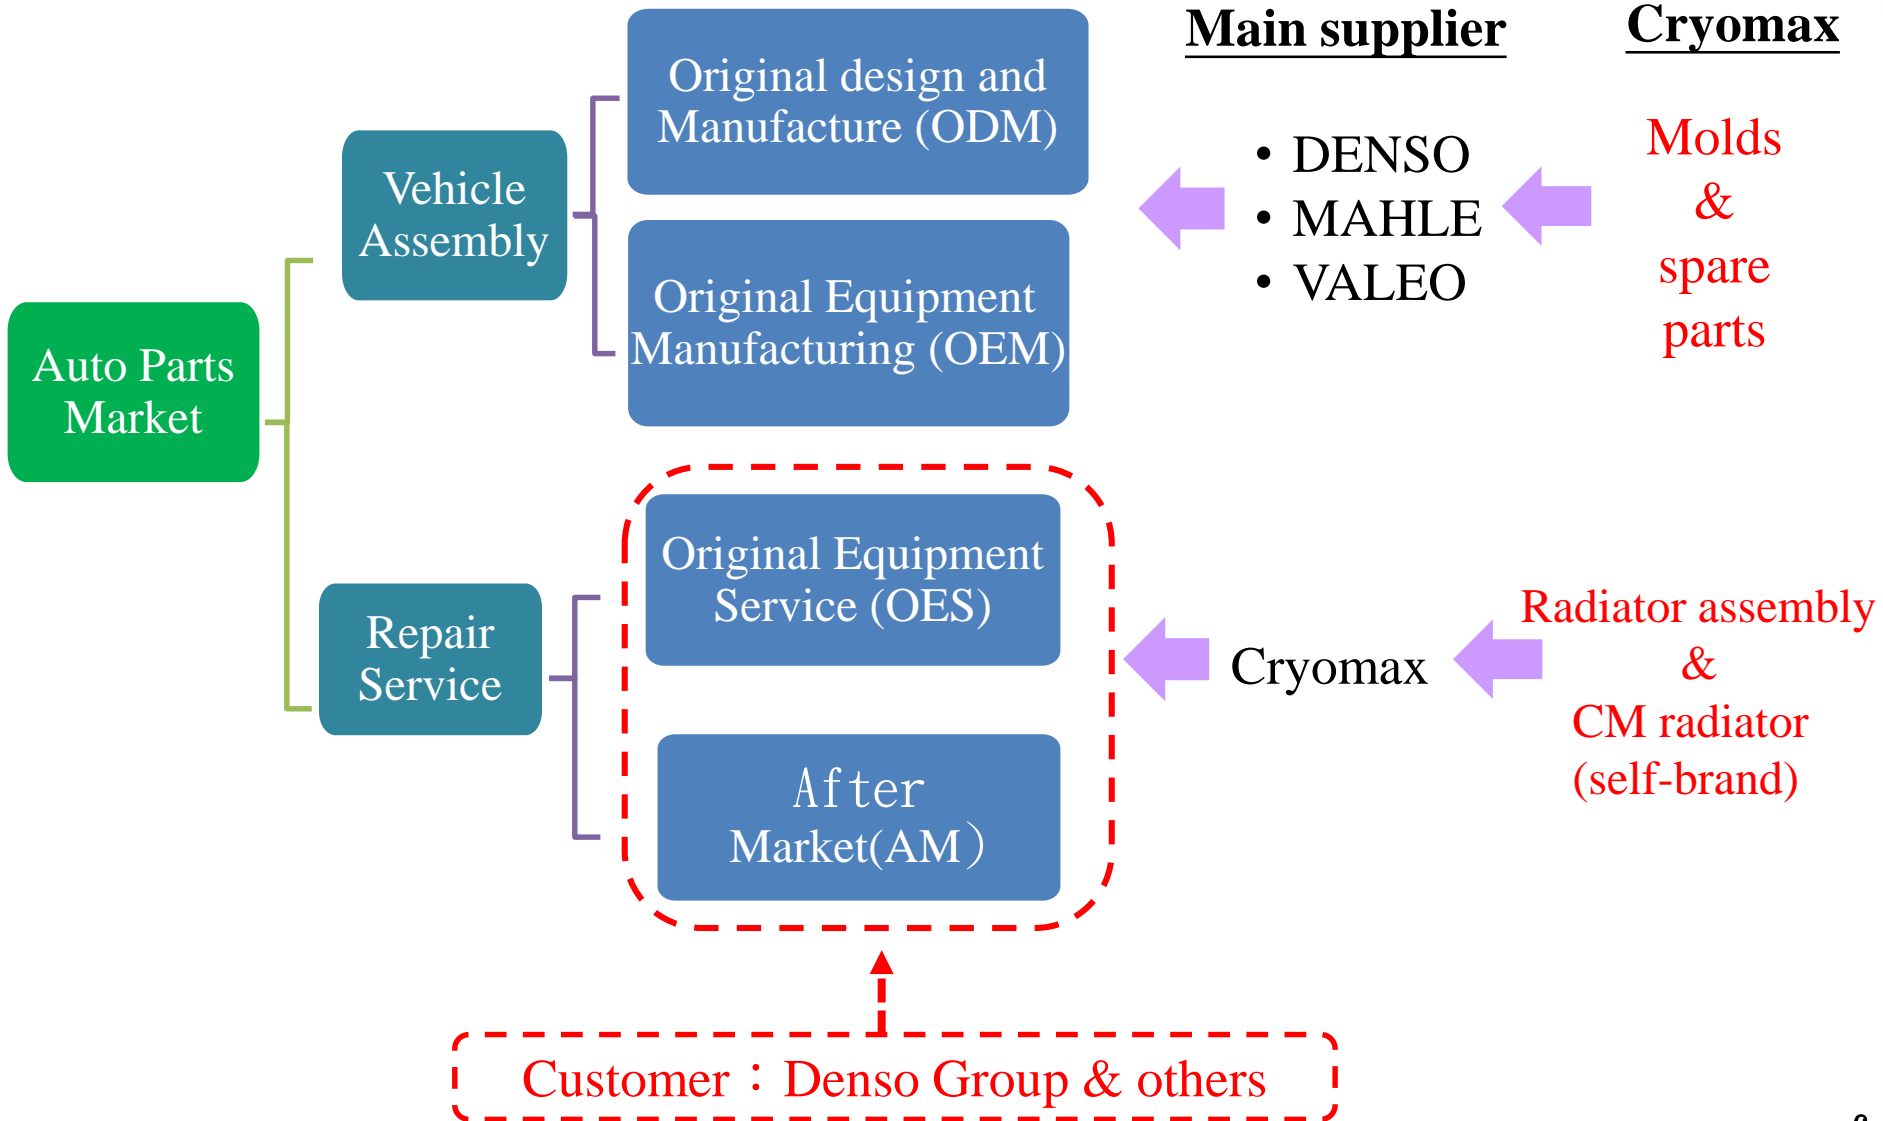 Main supplier
Cryomax
Original design and
Manufacture (ODM)
Vehicle
Assembly
Original Equipment
Manufacturing (OEM)
• DENSO
• MAHLE
• VALEO
Molds
&
spare
parts
Auto Parts
Market
Repair
Service
Original Equipment
Service (OES)
After
Market(AM）
Cryomax
Radiator assembly
&
CM radiator
(self-brand)
Customer：Denso Group & others